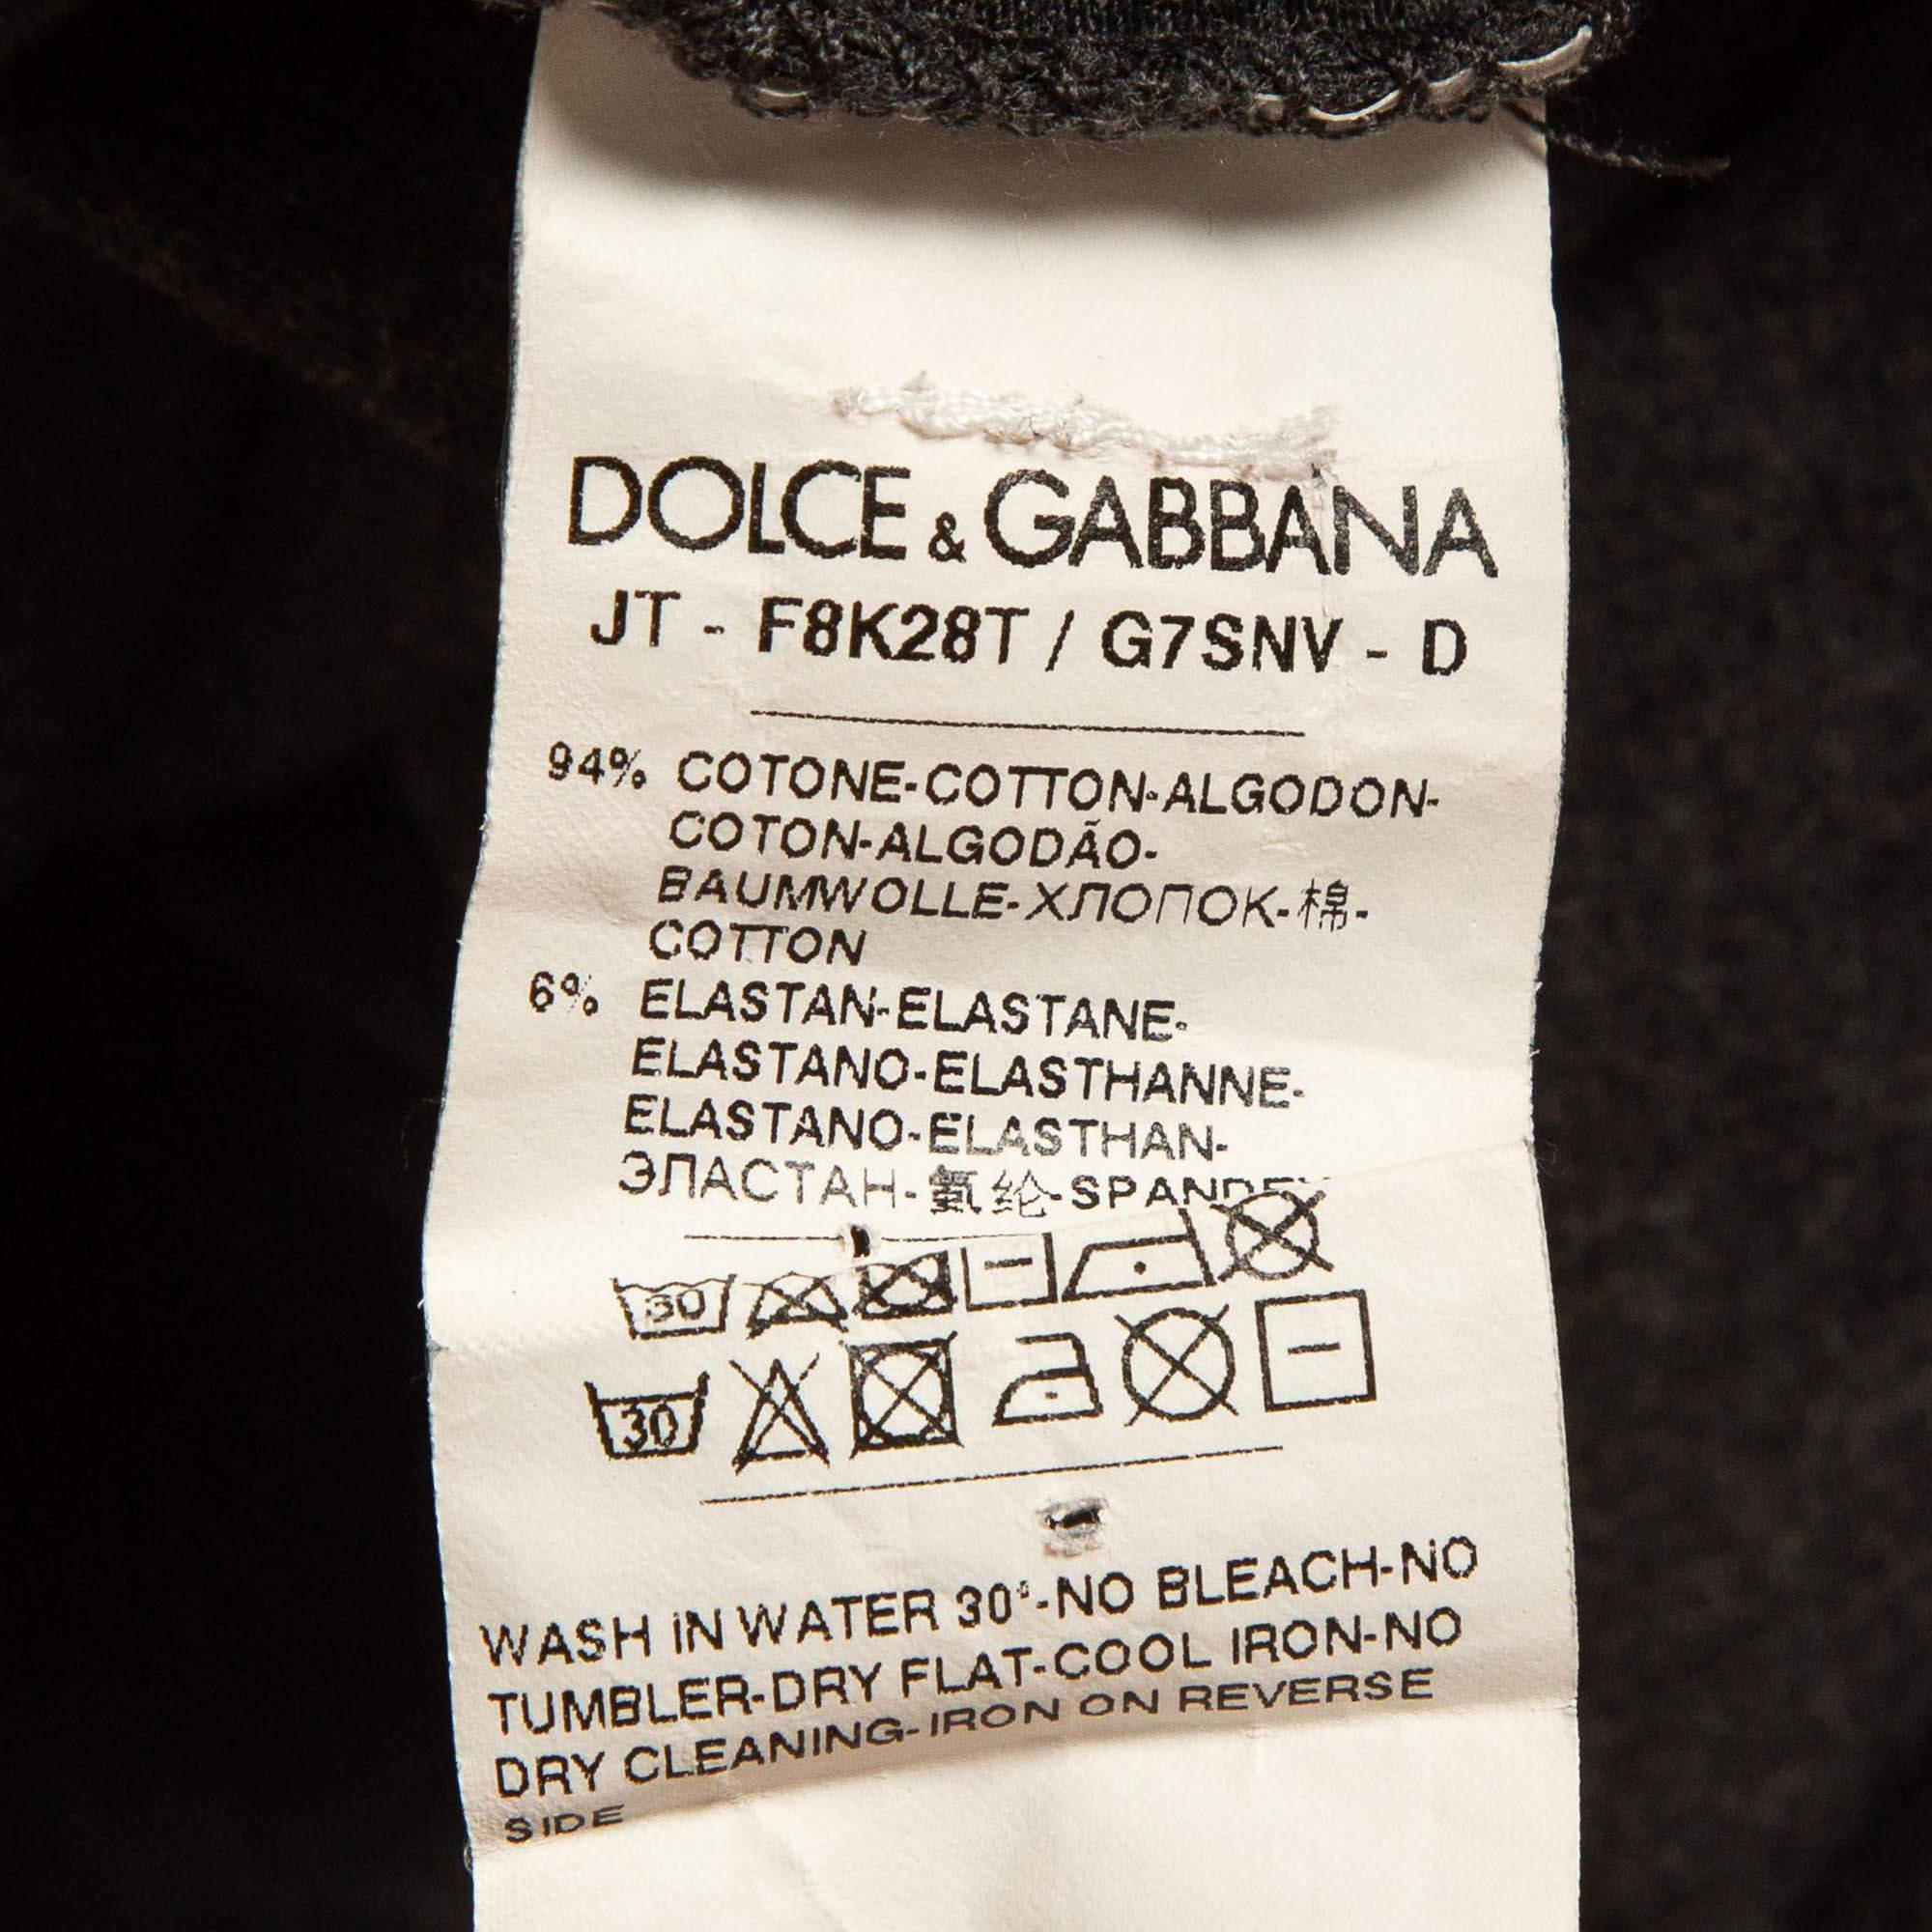 DOLCE & GABBANA
JT - F8K28T / G7SNV - D
94% COTONE-COTTON-ALGODON-
COTON-ALGODÃO-
BAUMWOLLE-ХЛОПОК-棉-
COTTON
6% ELASTAN-ELASTANE-
ELASTANO-ELASTHANNE-
ELASTANO-ELASTHAN-
ЭЛАСТАН-氨纶-SPANDEX
30
30
WASH IN WATER 30°-NO BLEACH-NO
TUMBLER-DRY FLAT-COOL IRON-NO
DRY CLEANING-IRON ON REVERSE
SIDE